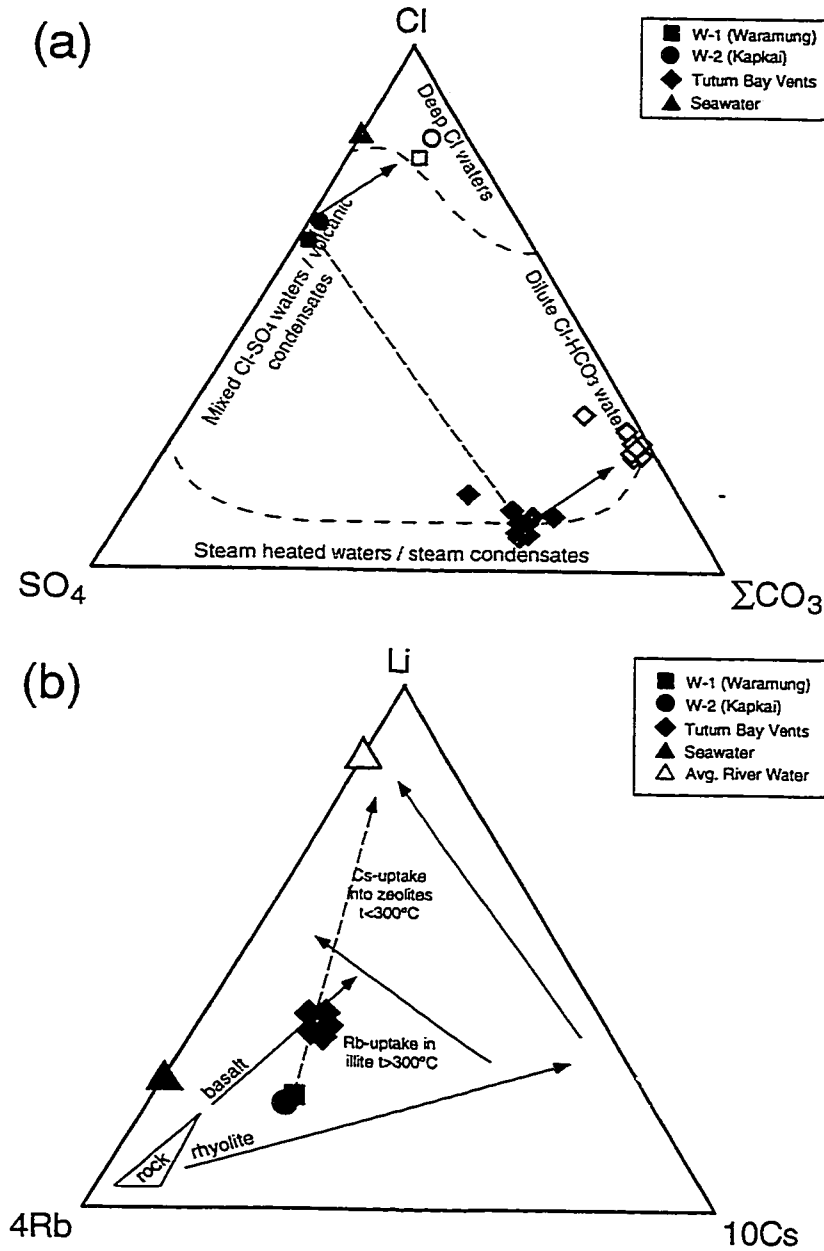 (a)
Cl
W-1 (Waramung)
W-2 (Kapkai)
Tutum Bay Vents
Seawater
Deep Cl waters
Mixed Cl-SO4 waters / volcanic
condensates
Dilute Cl-HCO3 water
Steam heated waters / steam condensates
SO4
ΣCO3
(b)
Li
W-1 (Waramung)
W-2 (Kapkai)
Tutum Bay Vents
Seawater
Avg. River Water
Cs-uptake
into zeolites
t<300°C
Rb-uptake in
illite t>300°C
basalt
rhyolite
rock
4Rb
10Cs